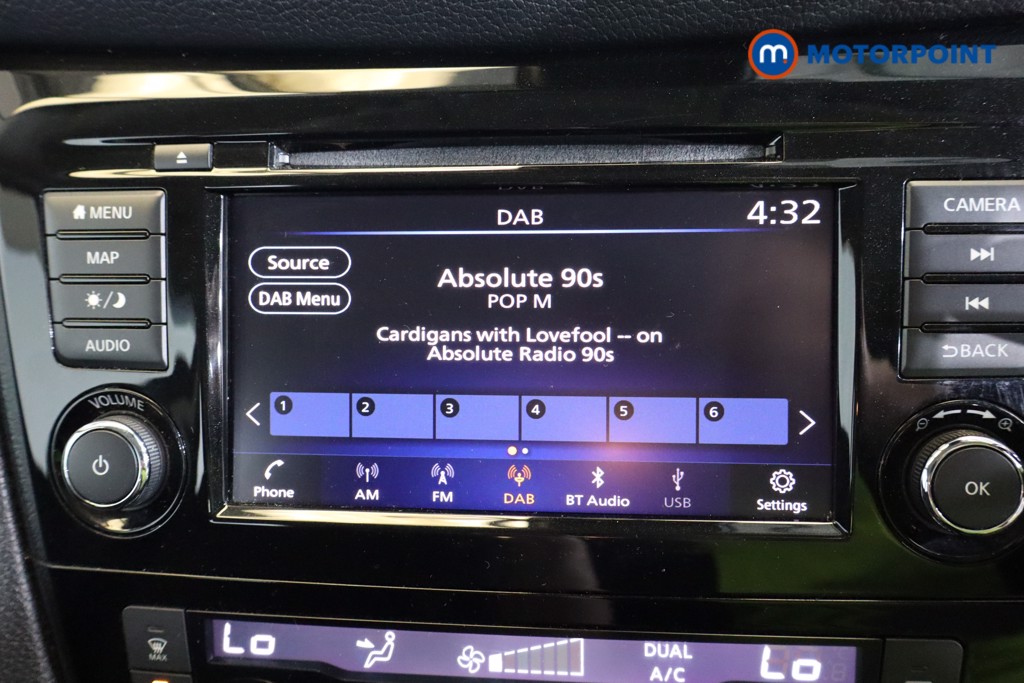 m.
MOTORPOINT
MENU
MAP
AUDIO
VOLUME
DAB
4:32
Source
DAB Menu
Absolute 90s
POP M
Cardigans with Lovefool -- on
Absolute Radio 90s
1 2 3 4 5 6
Phone
AM
FM
DAB
BT Audio
USB
Settings
CAMERA
BACK
OK
MAX
Lo
DUAL
A/C
Lo